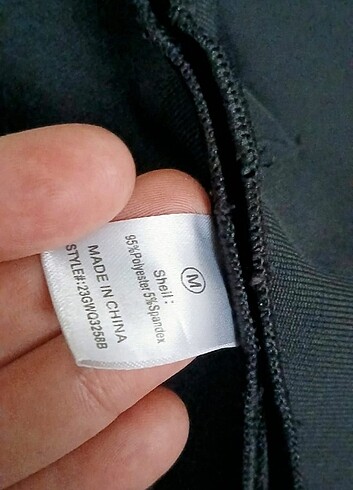 M
Shell:
95%Polyester 5%Spandex
MADE IN CHINA
STYLE#:23GWQ3258B